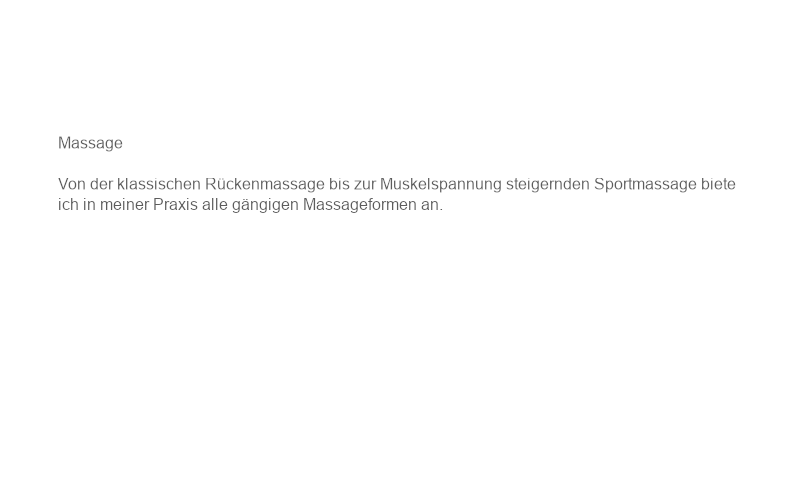 Massage
Von der klassischen Rückenmassage bis zur Muskelspannung steigernden Sportmassage biete
ich in meiner Praxis alle gängigen Massageformen an.